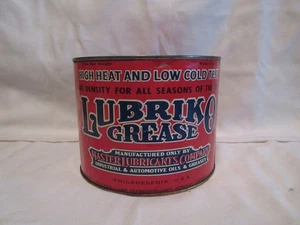 HIGH HEAT AND LOW COLD
DENSITY FOR ALL SEASONS OF THE
LUBRIKO
GREASE
MANUFACTURED ONLY BY
MASTER LUBRICANTS COMPANY
INDUSTRIAL & AUTOMOTIVE OILS & GREASES
PHILADELPHIA